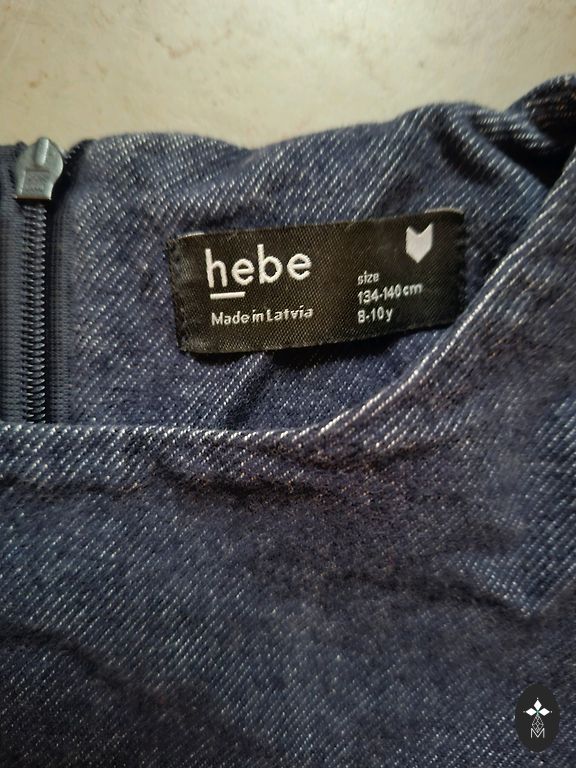 hebe
Made in Latvia
size
134-140 cm
8-10 y